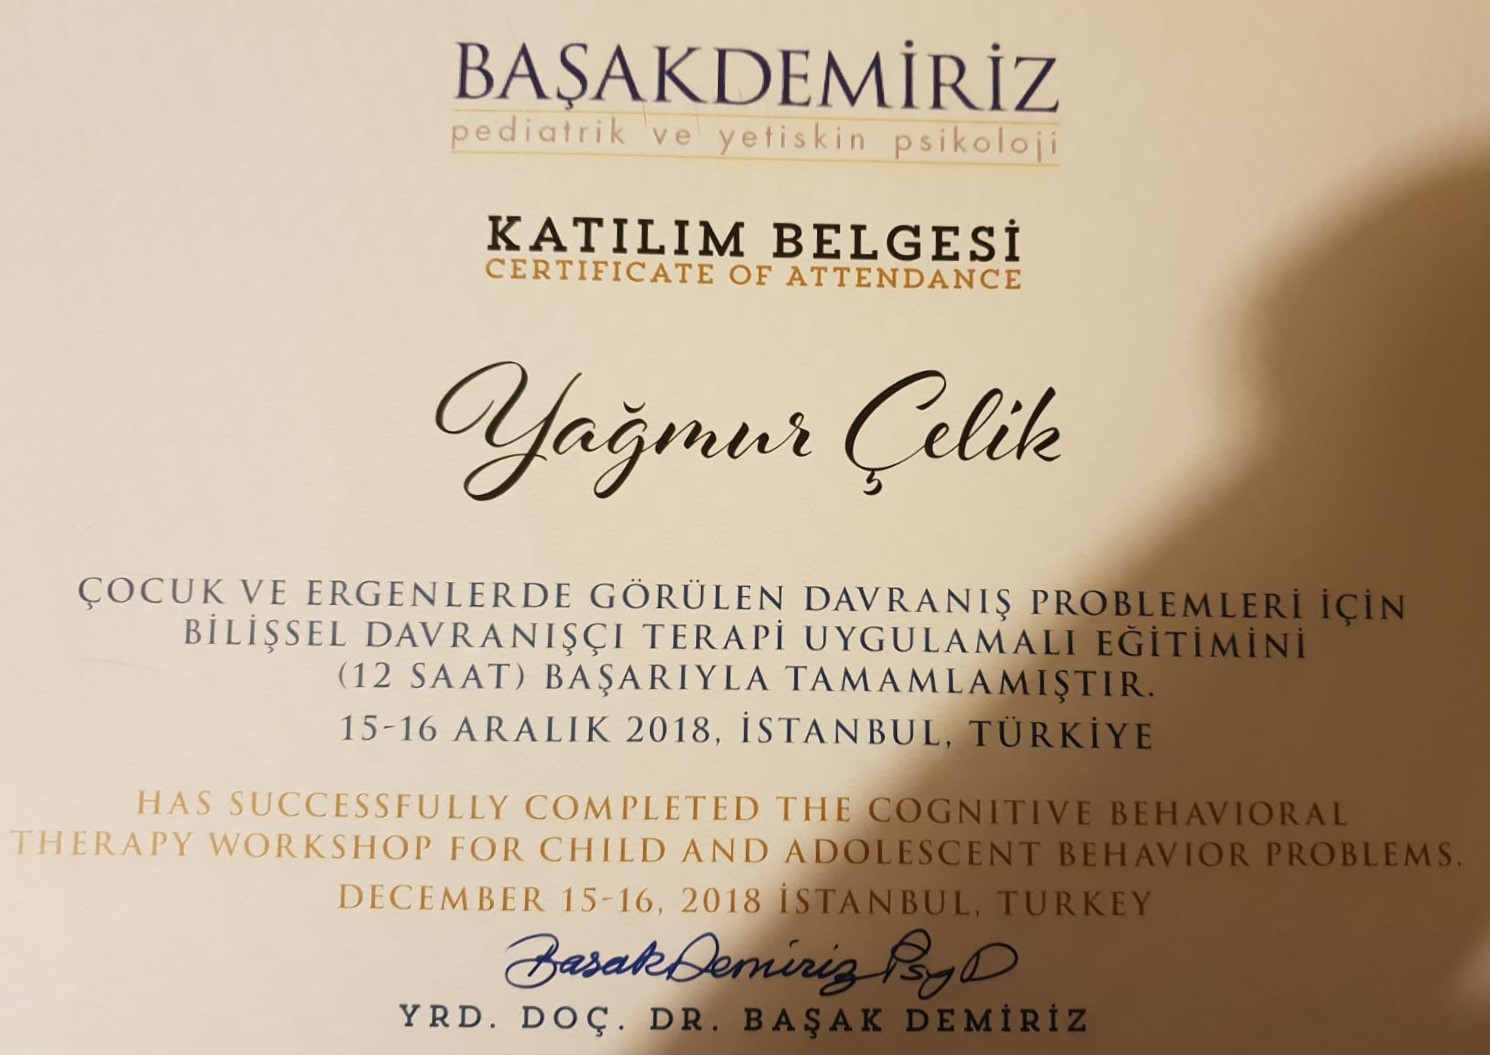 BAŞAKDEMİRİZ
pediatrik ve yetiskin psikoloji
KATILIM BELGESİ
CERTIFICATE OF ATTENDANCE
Yağmur Çelik
ÇOCUK VE ERGENLERDE GÖRÜLEN DAVRANIŞ PROBLEMLERİ İÇİN
BİLİŞSEL DAVRANIŞÇI TERAPİ UYGULAMALI EĞİTİMİNİ
(12 SAAT) BAŞARIYLA TAMAMLAMIŞTIR.
15-16 ARALIK 2018, İSTANBUL, TÜRKİYE
HAS SUCCESSFULLY COMPLETED THE COGNITIVE BEHAVIORAL
THERAPY WORKSHOP FOR CHILD AND ADOLESCENT BEHAVIOR PROBLEMS.
DECEMBER 15-16, 2018 İSTANBUL, TURKEY
Basak Demiriz PsyD
YRD. DOÇ. DR. BAŞAK DEMİRİZ